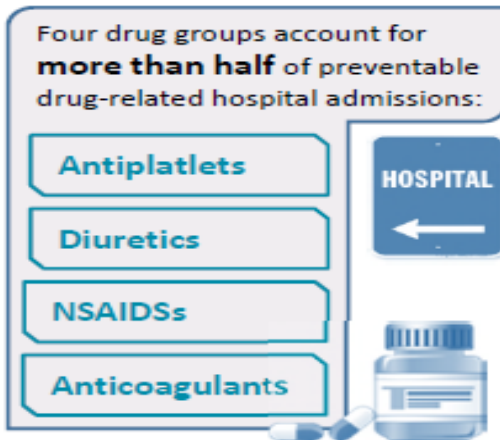 Four drug groups account for
more than half of preventable
drug-related hospital admissions:
Antiplatlets
HOSPITAL
Diuretics
NSAIDSs
Anticoagulants